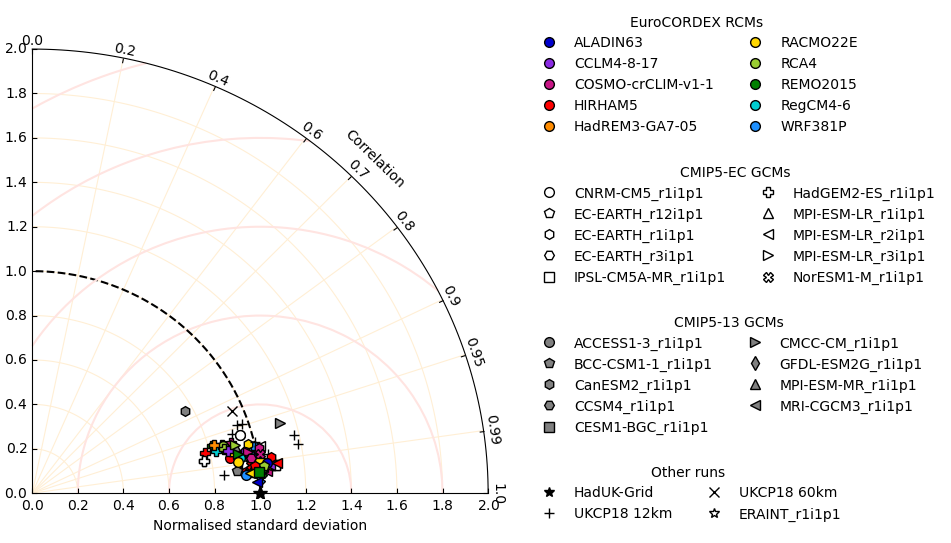 0.0
0.2
0.4
0.6
Correlation
0.7
0.8
0.9
0.95
0.99
1.0
2.0
1.8
1.6
1.4
1.2
1.0
0.8
0.6
0.4
0.2
0.0
0.0 0.2 0.4 0.6 0.8 1.0 1.2 1.4 1.6 1.8 2.0
Normalised standard deviation
EuroCORDEX RCMs
ALADIN63 RACMO22E
CCLM4-8-17 RCA4
COSMO-crCLIM-v1-1 REMO2015
HIRHAM5 RegCM4-6
HadREM3-GA7-05 WRF381P
CMIP5-EC GCMs
CNRM-CM5_r1i1p1 HadGEM2-ES_r1i1p1
EC-EARTH_r12i1p1 MPI-ESM-LR_r1i1p1
EC-EARTH_r1i1p1 MPI-ESM-LR_r2i1p1
EC-EARTH_r3i1p1 MPI-ESM-LR_r3i1p1
IPSL-CM5A-MR_r1i1p1 NorESM1-M_r1i1p1
CMIP5-13 GCMs
ACCESS1-3_r1i1p1 CMCC-CM_r1i1p1
BCC-CSM1-1_r1i1p1 GFDL-ESM2G_r1i1p1
CanESM2_r1i1p1 MPI-ESM-MR_r1i1p1
CCSM4_r1i1p1 MRI-CGCM3_r1i1p1
CESM1-BGC_r1i1p1
Other runs
HadUK-Grid UKCP18 60km
UKCP18 12km ERAINT_r1i1p1